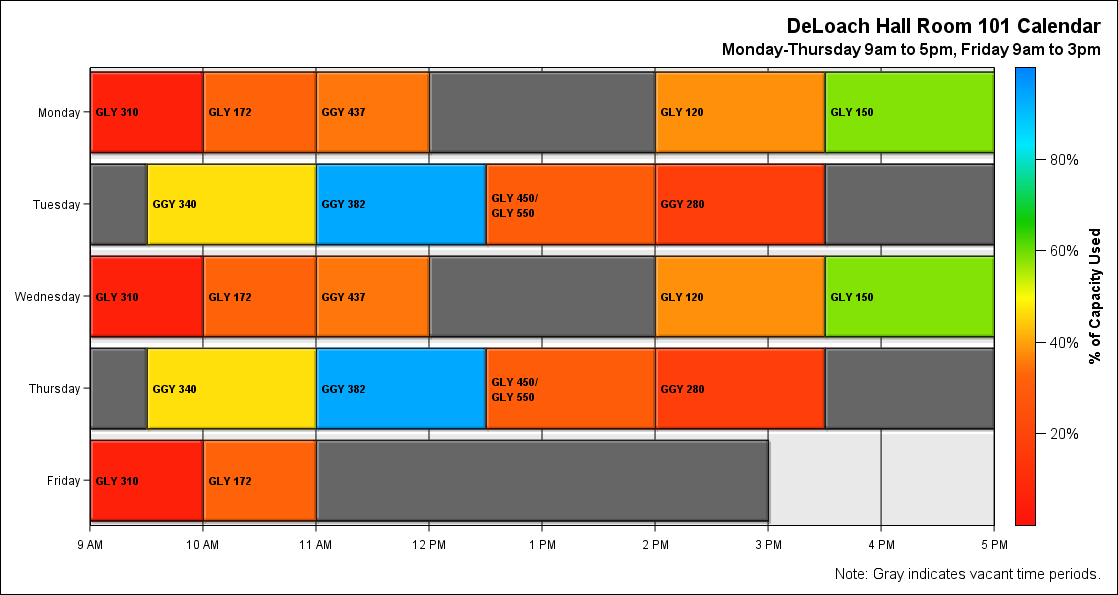 DeLoach Hall Room 101 Calendar
Monday-Thursday 9am to 5pm, Friday 9am to 3pm
Monday
GLY 310
GLY 172
GGY 437
GLY 120
GLY 150
Tuesday
GGY 340
GGY 382
GLY 450/
GLY 550
GGY 280
Wednesday
GLY 310
GLY 172
GGY 437
GLY 120
GLY 150
Thursday
GGY 340
GGY 382
GLY 450/
GLY 550
GGY 280
Friday
GLY 310
GLY 172
9 AM
10 AM
11 AM
12 PM
1 PM
2 PM
3 PM
4 PM
5 PM
80%
60%
40%
20%
% of Capacity Used
Note: Gray indicates vacant time periods.